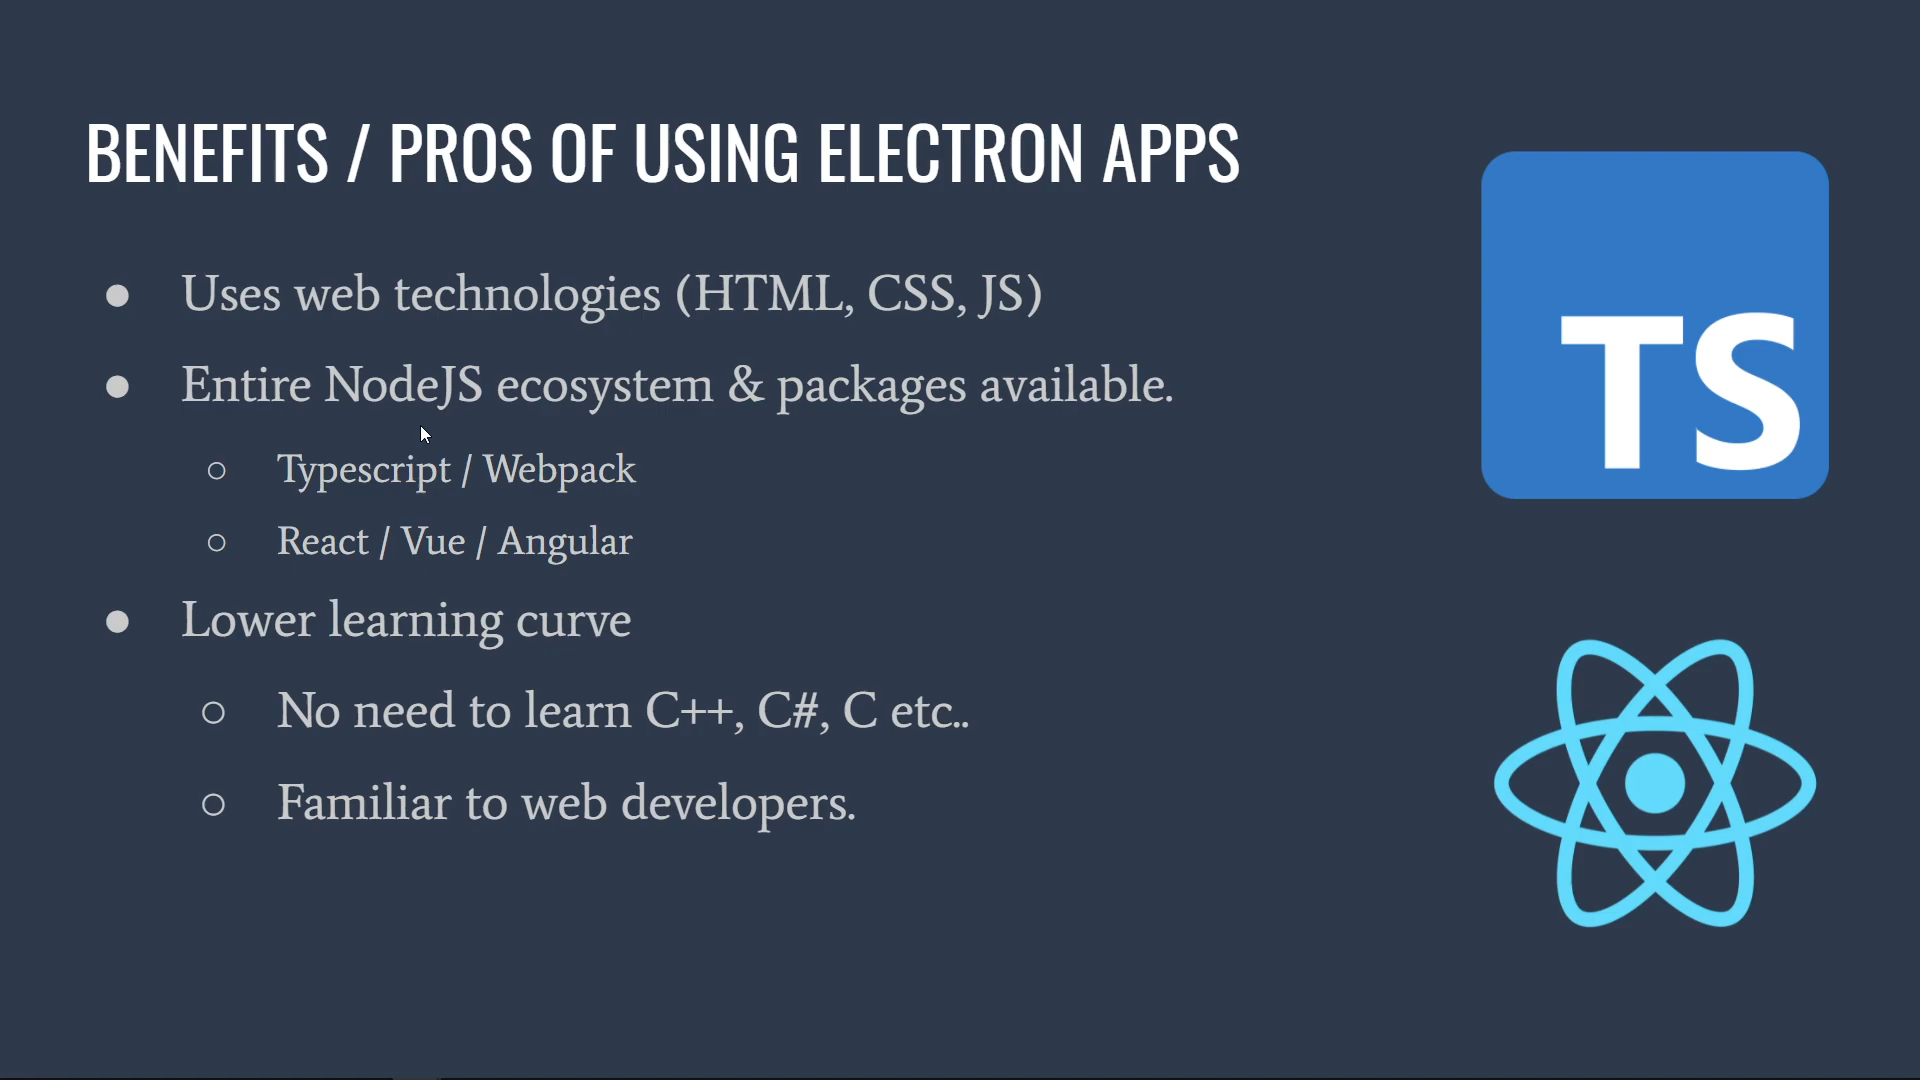 BENEFITS / PROS OF USING ELECTRON APPS
● Uses web technologies (HTML, CSS, JS)
● Entire NodeJS ecosystem & packages available.
○ Typescript / Webpack
○ React / Vue / Angular
● Lower learning curve
○ No need to learn C++, C#, C etc..
○ Familiar to web developers.
TS